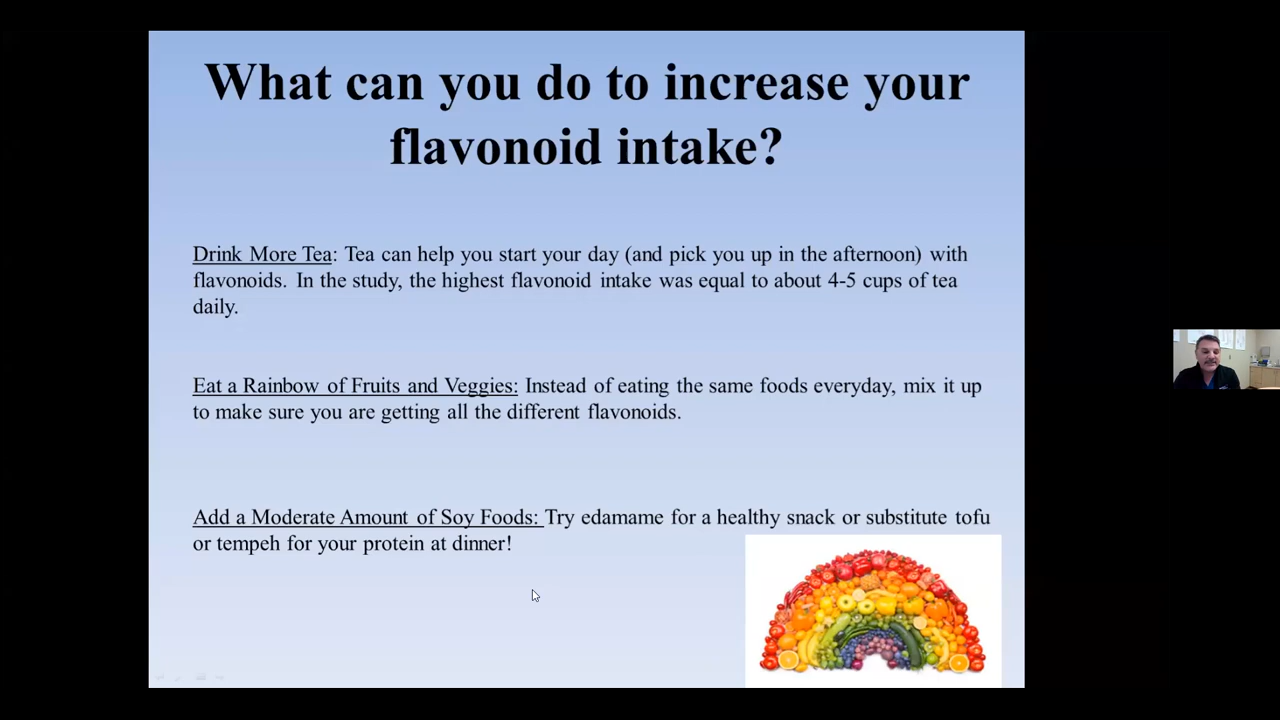 What can you do to increase your
flavonoid intake?
Drink More Tea: Tea can help you start your day (and pick you up in the afternoon) with
flavonoids. In the study, the highest flavonoid intake was equal to about 4-5 cups of tea
daily.
Eat a Rainbow of Fruits and Veggies: Instead of eating the same foods everyday, mix it up
to make sure you are getting all the different flavonoids.
Add a Moderate Amount of Soy Foods: Try edamame for a healthy snack or substitute tofu
or tempeh for your protein at dinner!